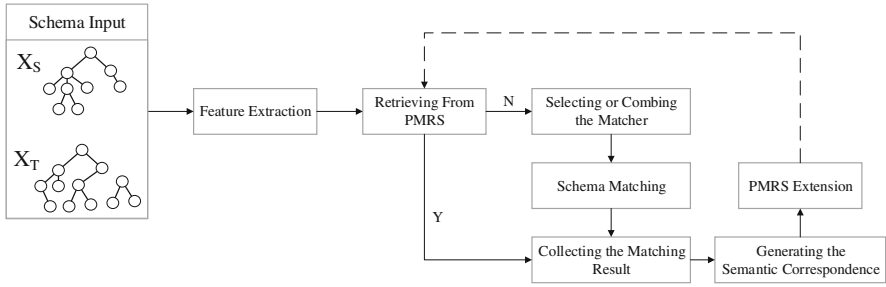 Schema Input
XS
XT
Feature Extraction
Retrieving From
PMRS
N
Y
Selecting or Combing
the Matcher
Schema Matching
Collecting the Matching
Result
PMRS Extension
Generating the
Semantic Correspondence